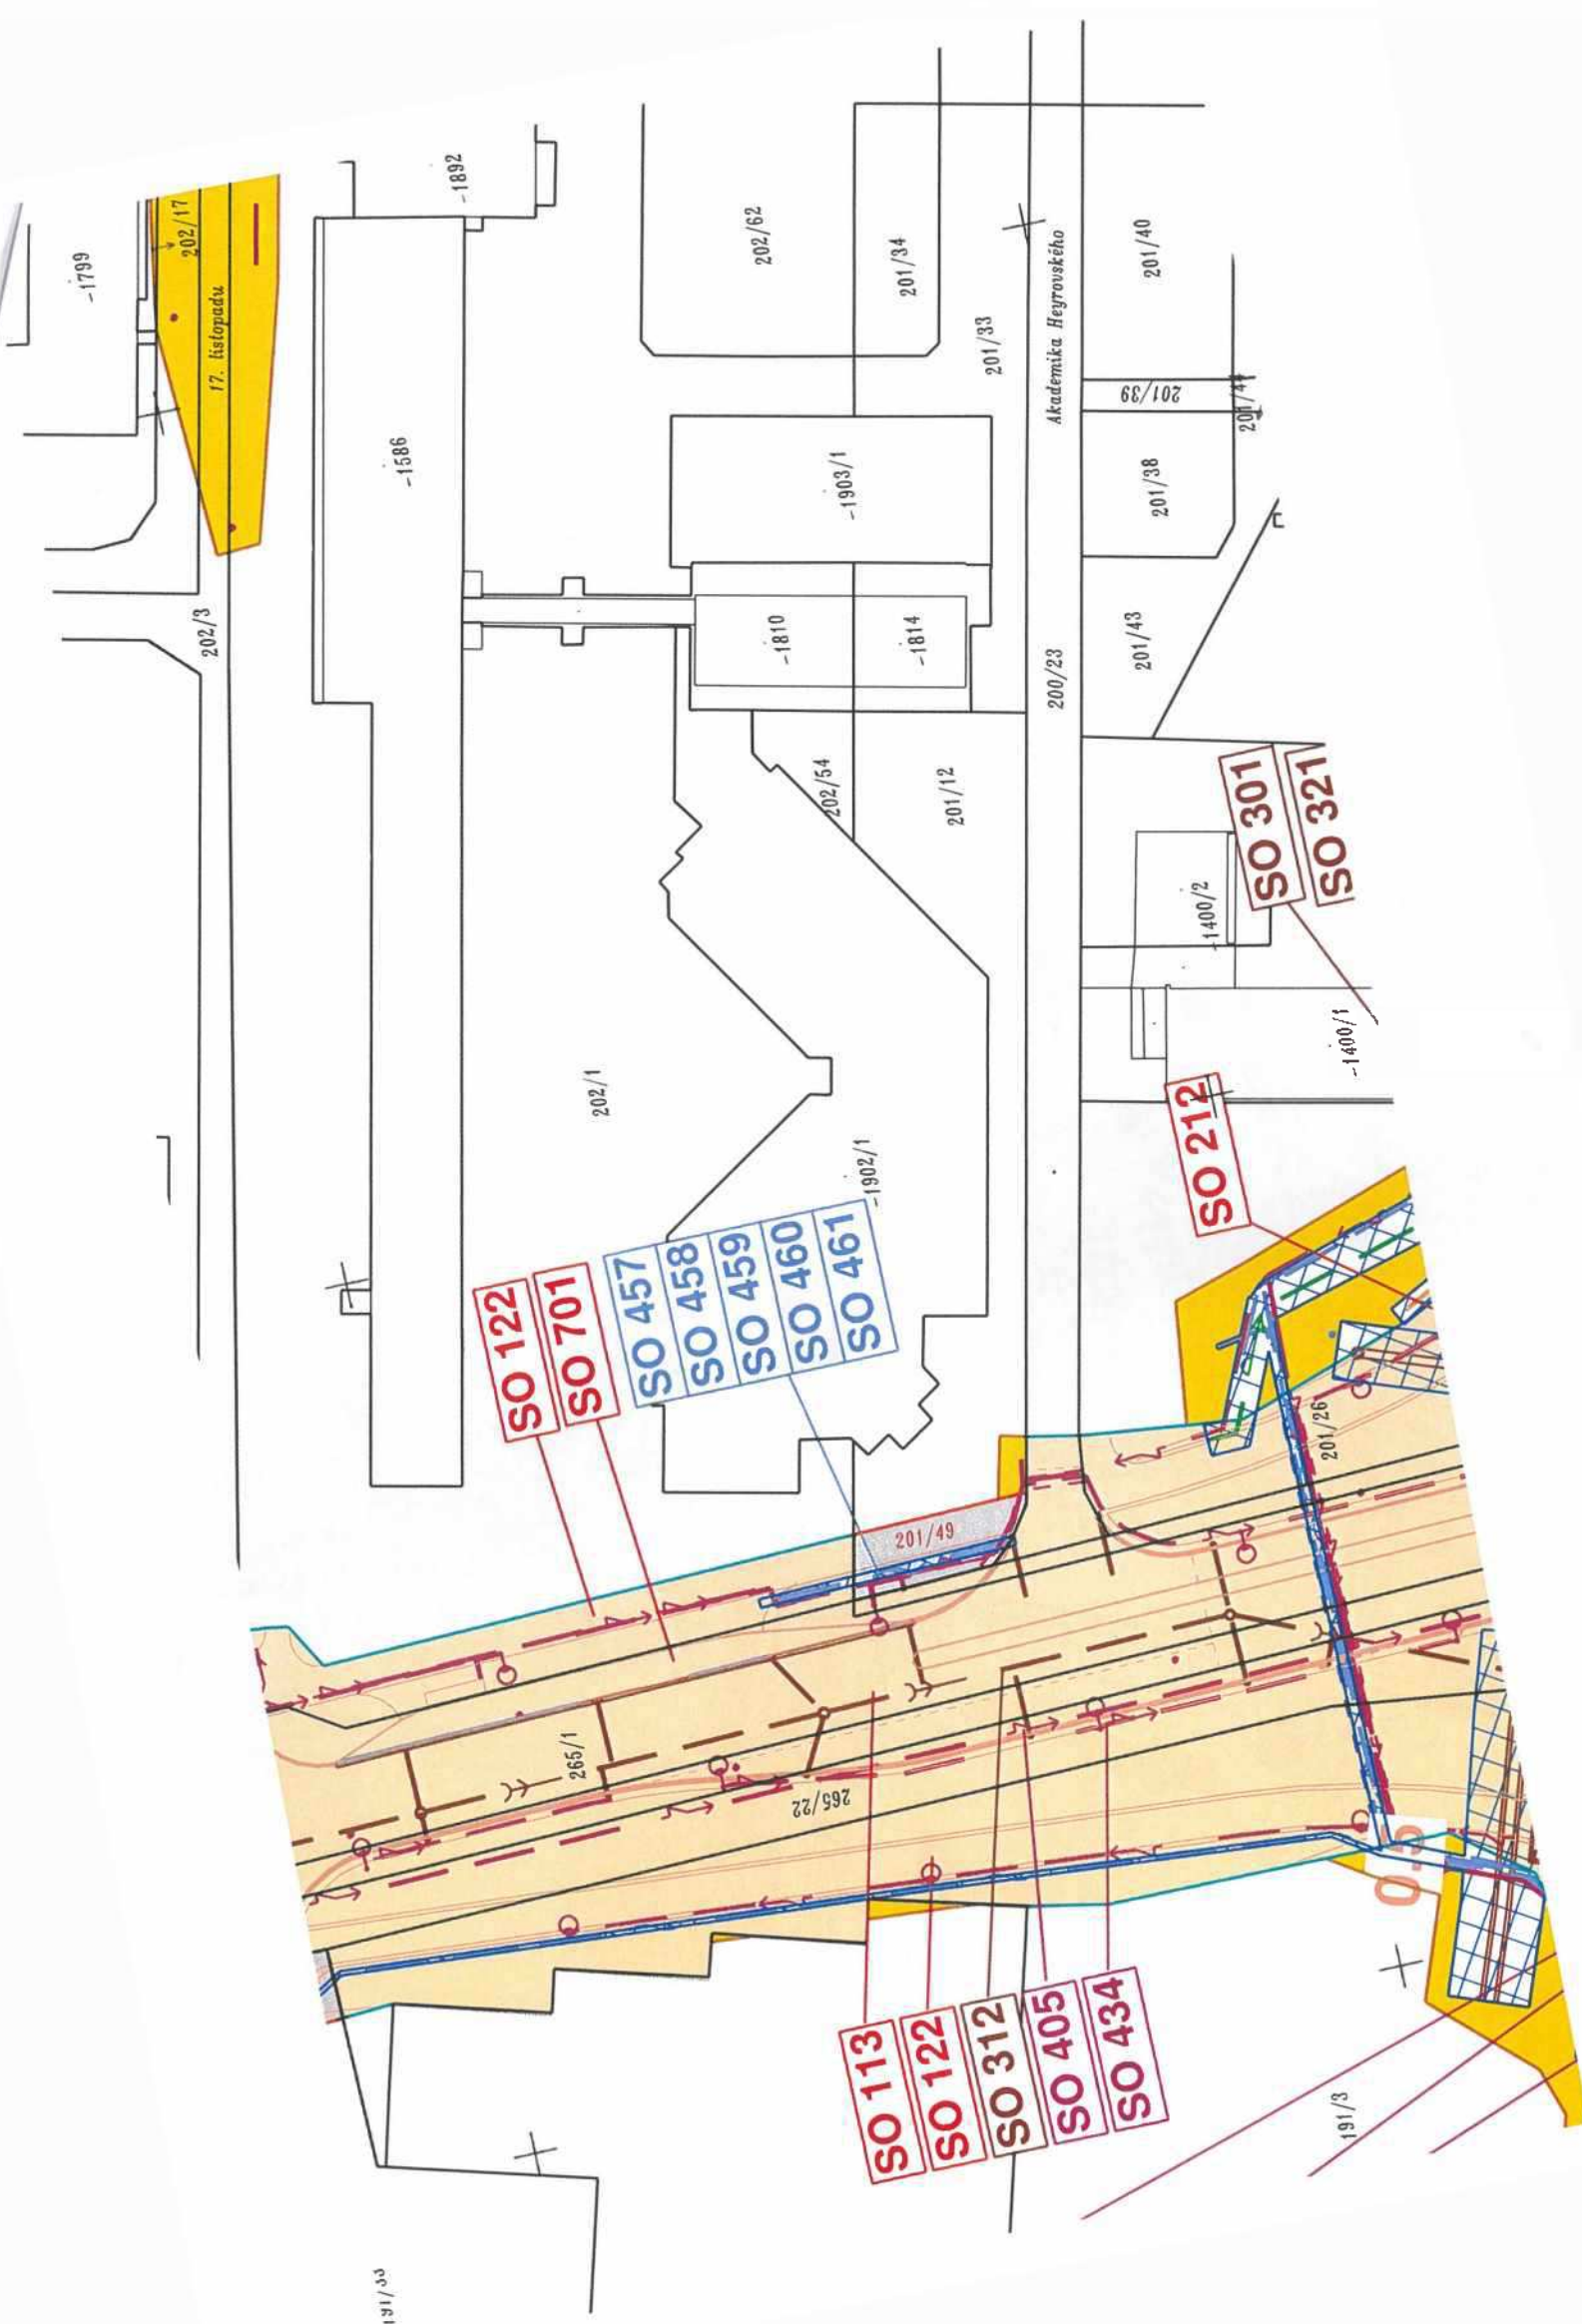 -1799
202/17
17. listopadu
202/3
-1892
-1586
202/62
201/34
201/33
Akademika Heyrovského
201/40
201/39
201/38
-1903/1
-1810
-1814
200/23
201/43
202/54
201/12
-1400/2
-1400/1
SO 301
SO 321
202/1
-1902/1
SO 212
SO 122
SO 701
SO 457
SO 458
SO 459
SO 460
SO 461
201/49
201/26
265/1
265/22
SO 113
SO 122
SO 312
SO 405
SO 434
191/3